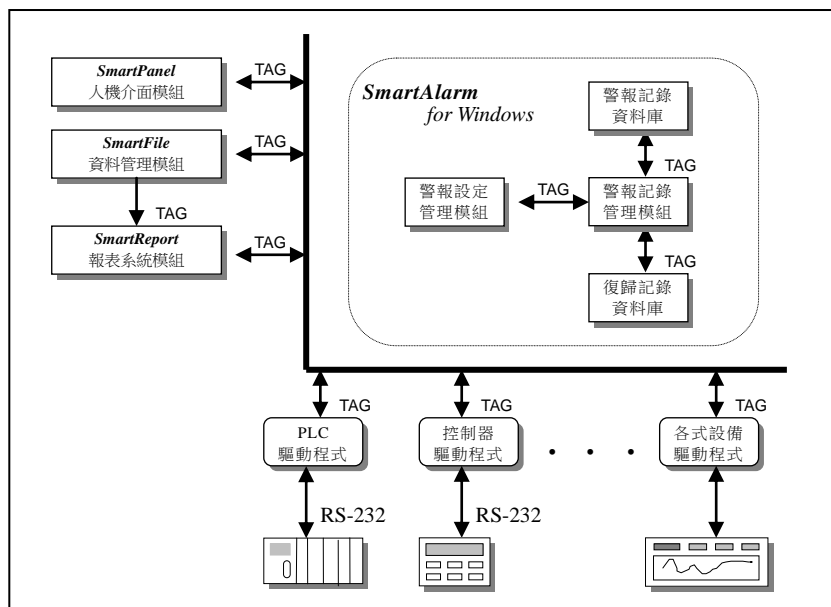 SmartPanel
人機介面模組
TAG
SmartFile
資料管理模組
TAG
TAG
SmartReport
報表系統模組
TAG
SmartAlarm
for Windows
警報記錄
資料庫
TAG
警報設定
管理模組
TAG
警報記錄
管理模組
TAG
復歸記錄
資料庫
TAG
TAG
TAG
PLC
驅動程式
控制器
驅動程式
. . .
各式設備
驅動程式
RS-232
RS-232